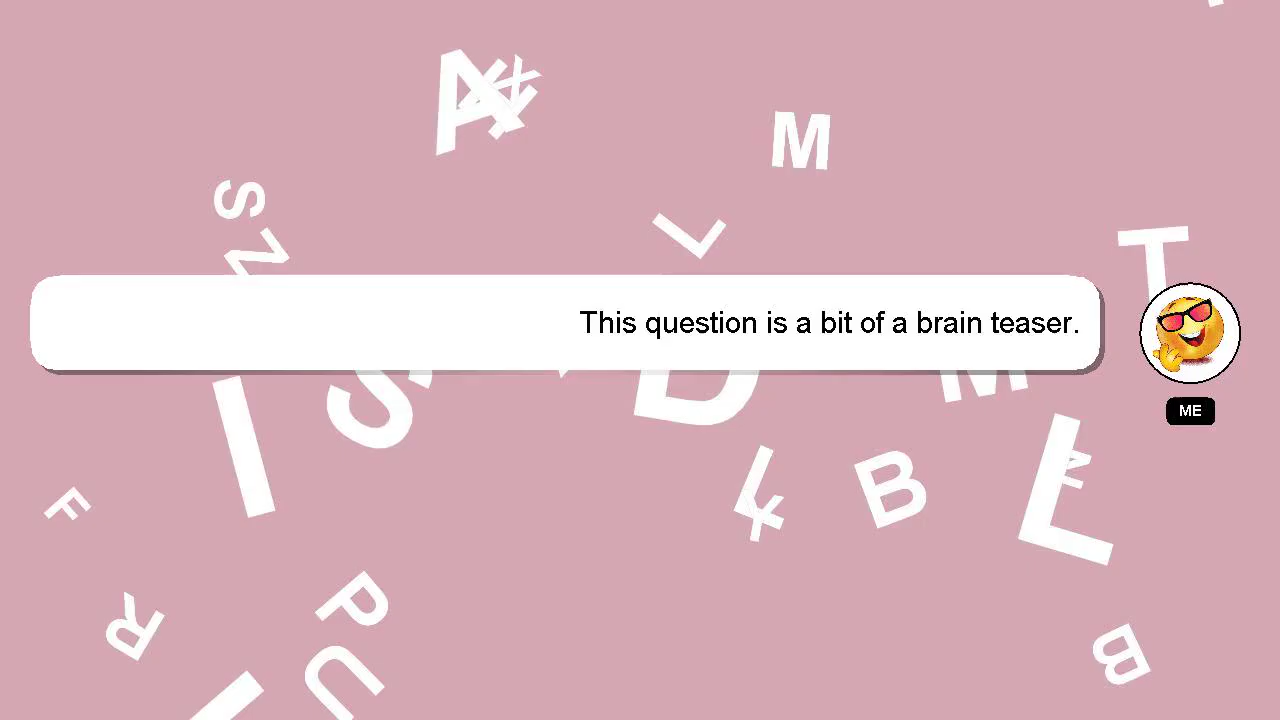 A
X
K
M
S
Z
L
T
This question is a bit of a brain teaser.
ME
I
S
D
M
L
N
L
Y
B
F
R
P
U
B